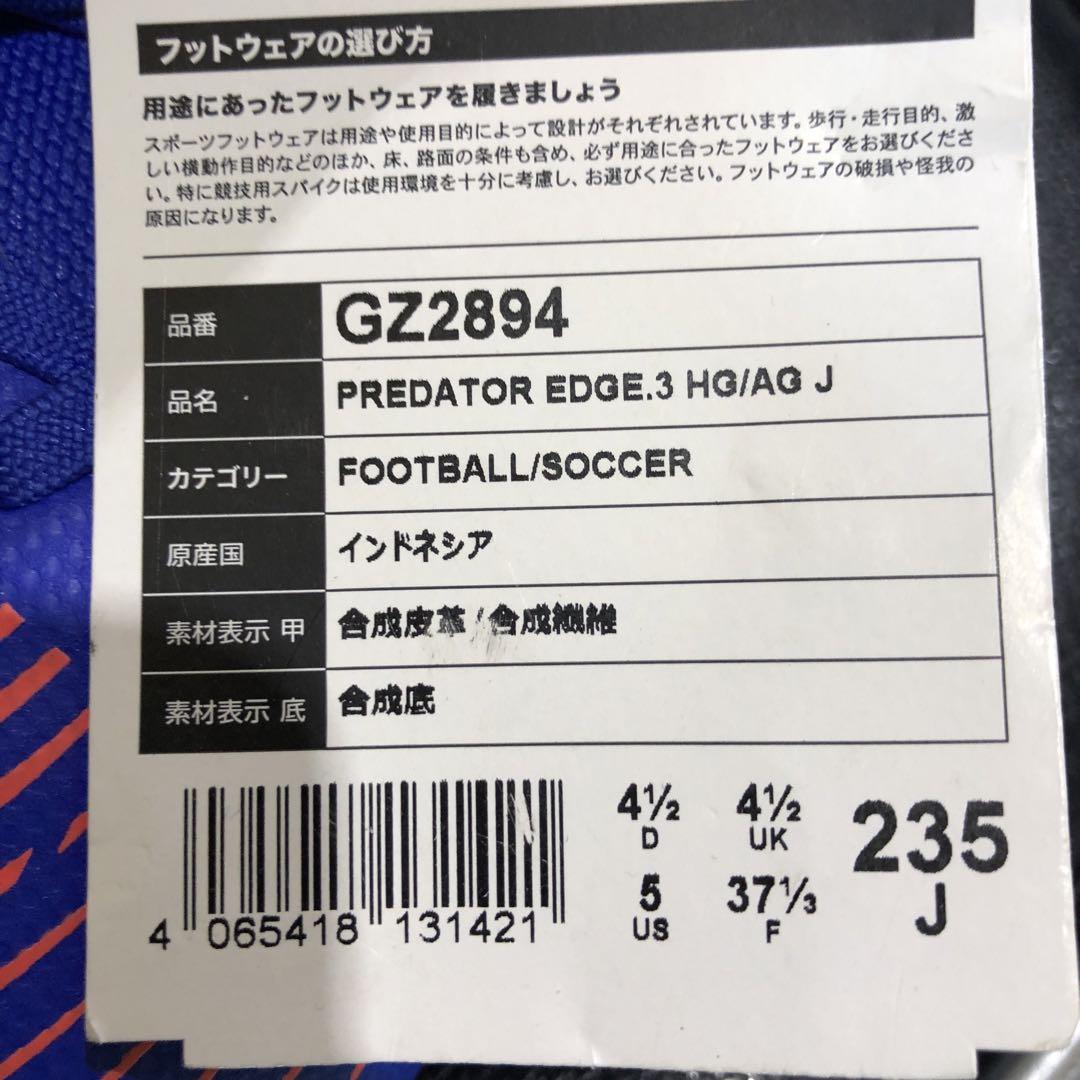 フットウェアの選び方
用途にあったフットウェアを履きましょう
スポーツフットウェアは用途や使用目的によって設計がそれぞれされています。歩行・走行目的、激
しい横動作目的などのほか、床、路面の条件も含め、必ず用途に合ったフットウェアをお選びくださ
い。特に競技用スパイクは使用環境を十分に考慮し、お選びください。フットウェアの破損や怪我の
原因になります。
品番 GZ2894
品名 PREDATOR EDGE.3 HG/AG J
カテゴリー FOOTBALL/SOCCER
原産国 インドネシア
素材表示 甲 合成皮革/合成繊維
素材表示 底 合成底
4½ 4½ 235
D UK
5 37⅓ J
US F
4 065418 131421